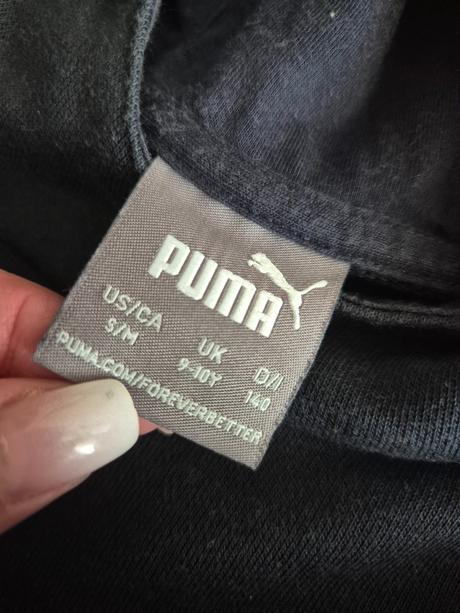 PUMA
US/CA UK D/I
S/M 9-10Y 140
PUMA.COM/FOREVERBETTER